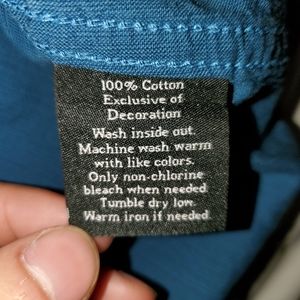 100% Cotton
Exclusive of
Decoration
Wash inside out.
Machine wash warm
with like colors.
Only non-chlorine
bleach when needed.
Tumble dry low.
Warm iron if needed.